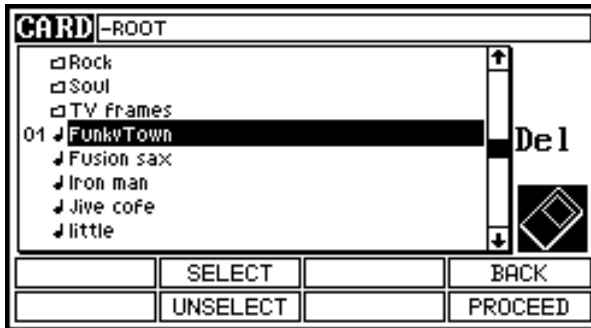 CARD -ROOT
Rock
Soul
TV frames
01 FunkyTown
Del
Fusion sax
Iron man
Jive cofe
little
SELECT BACK
UNSELECT PROCEED